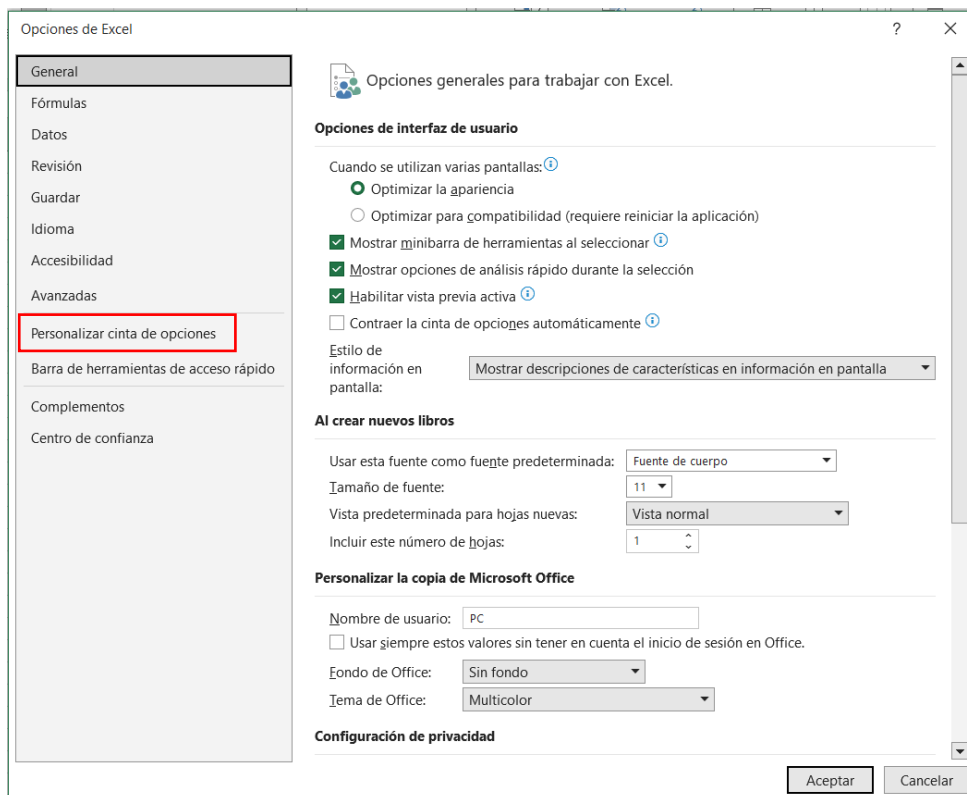 Opciones de Excel
?
General
Fórmulas
Datos
Revisión
Guardar
Idioma
Accesibilidad
Avanzadas
Personalizar cinta de opciones
Barra de herramientas de acceso rápido
Complementos
Centro de confianza
Opciones generales para trabajar con Excel.
Opciones de interfaz de usuario
Cuando se utilizan varias pantallas:
Optimizar la apariencia
Optimizar para compatibilidad (requiere reiniciar la aplicación)
Mostrar minibarra de herramientas al seleccionar
Mostrar opciones de análisis rápido durante la selección
Habilitar vista previa activa
Contraer la cinta de opciones automáticamente
Estilo de
información en
pantalla:
Mostrar descripciones de características en información en pantalla
Al crear nuevos libros
Usar esta fuente como fuente predeterminada: Fuente de cuerpo
Tamaño de fuente: 11
Vista predeterminada para hojas nuevas: Vista normal
Incluir este número de hojas: 1
Personalizar la copia de Microsoft Office
Nombre de usuario: PC
Usar siempre estos valores sin tener en cuenta el inicio de sesión en Office.
Fondo de Office: Sin fondo
Tema de Office: Multicolor
Configuración de privacidad
Aceptar Cancelar